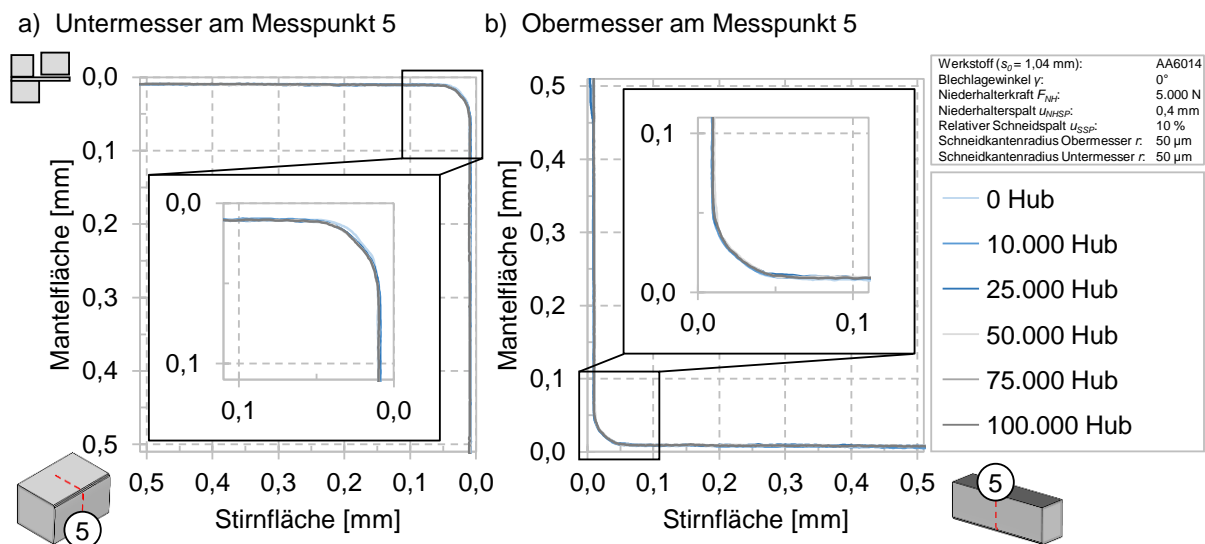 a) Untermesser am Messpunkt 5
b) Obermesser am Messpunkt 5
Mantelfläche [mm]
0,0
0,1
0,2
0,3
0,4
0,5
0,5 0,4 0,3 0,2 0,1 0,0
Stirnfläche [mm]
0,0
0,1
0,1 0,0
5
Mantelfläche [mm]
0,5
0,4
0,3
0,2
0,1
0,0
0,0 0,1 0,2 0,3 0,4 0,5
Stirnfläche [mm]
0,1
0,0
0,0 0,1
5
Werkstoff (s0 = 1,04 mm): AA6014
Blechlagewinkel γ: 0°
Niederhalterkraft FNH: 5.000 N
Niederhalterspalt uNHSP: 0,4 mm
Relativer Schneidspalt uSSP: 10 %
Schneidkantenradius Obermesser r: 50 µm
Schneidkantenradius Untermesser r: 50 µm
0 Hub
10.000 Hub
25.000 Hub
50.000 Hub
75.000 Hub
100.000 Hub